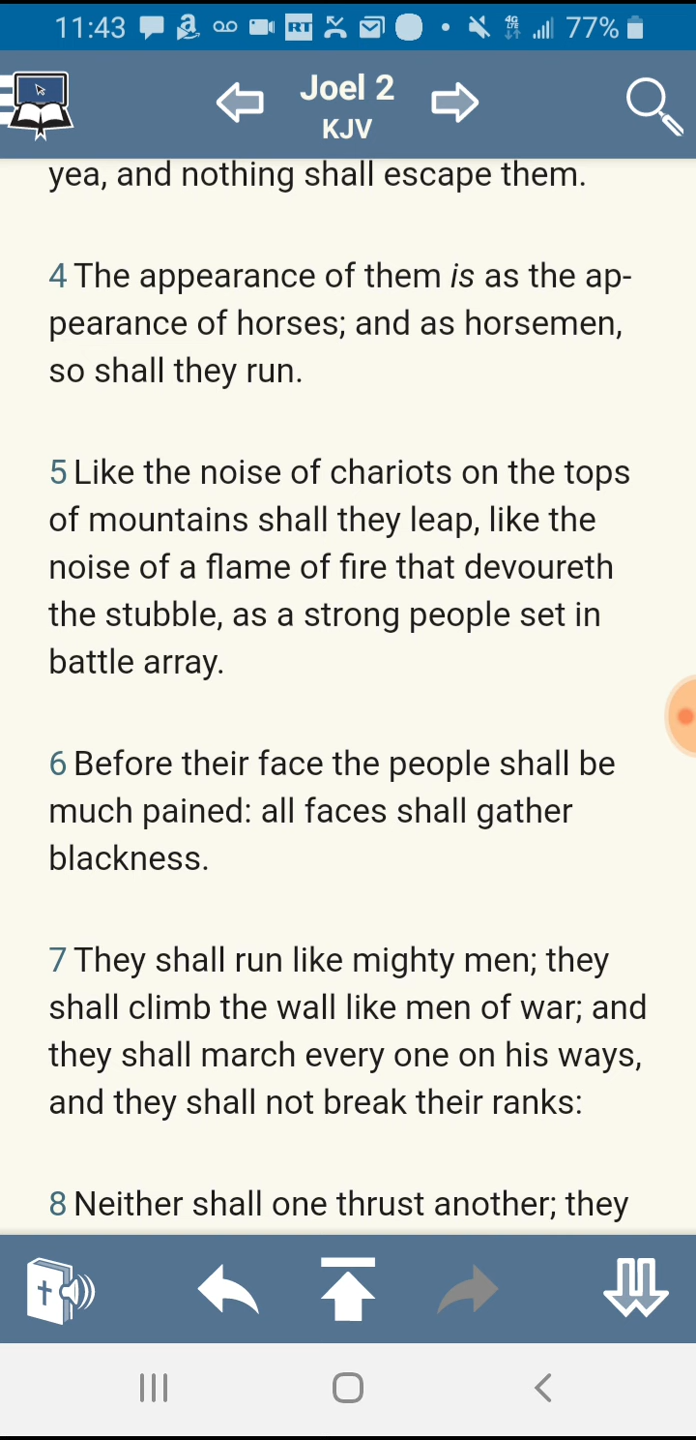 11:43
RT
4G
LTE
77%
Joel 2
KJV
yea, and nothing shall escape them.
4 The appearance of them is as the ap-
pearance of horses; and as horsemen,
so shall they run.
5 Like the noise of chariots on the tops
of mountains shall they leap, like the
noise of a flame of fire that devoureth
the stubble, as a strong people set in
battle array.
6 Before their face the people shall be
much pained: all faces shall gather
blackness.
7 They shall run like mighty men; they
shall climb the wall like men of war; and
they shall march every one on his ways,
and they shall not break their ranks:
8 Neither shall one thrust another; they